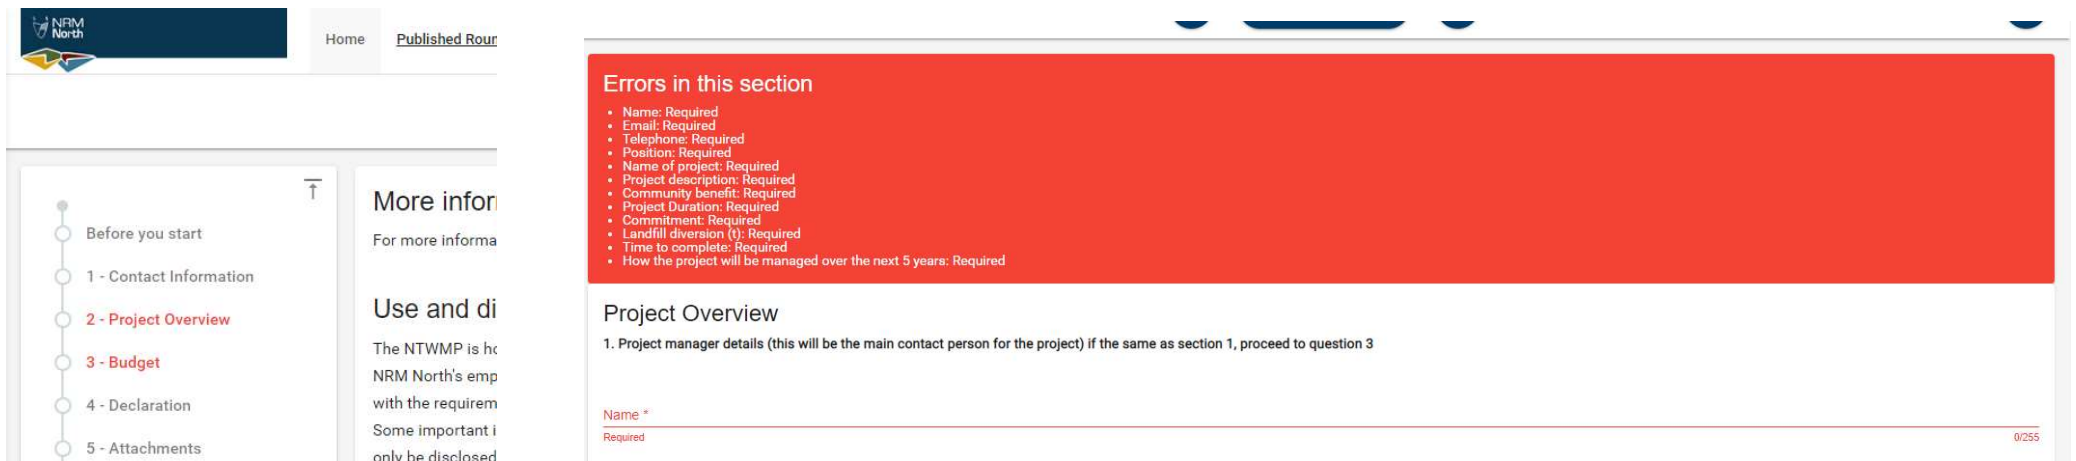 NRM
North
Home
Published Roun
Before you start
1 - Contact Information
2 - Project Overview
3 - Budget
4 - Declaration
5 - Attachments
More infor
For more informa
Use and di
The NTWMP is ho
NRM North's emp
with the requirem
Some important i
only be disclosed
Errors in this section
• Name: Required
• Email: Required
• Telephone: Required
• Position: Required
• Name of project: Required
• Project description: Required
• Community benefit: Required
• Project Duration: Required
• Commitment: Required
• Landfill diversion (t): Required
• Time to complete: Required
• How the project will be managed over the next 5 years: Required
Project Overview
1. Project manager details (this will be the main contact person for the project) if the same as section 1, proceed to question 3
Name *
Required
0/255